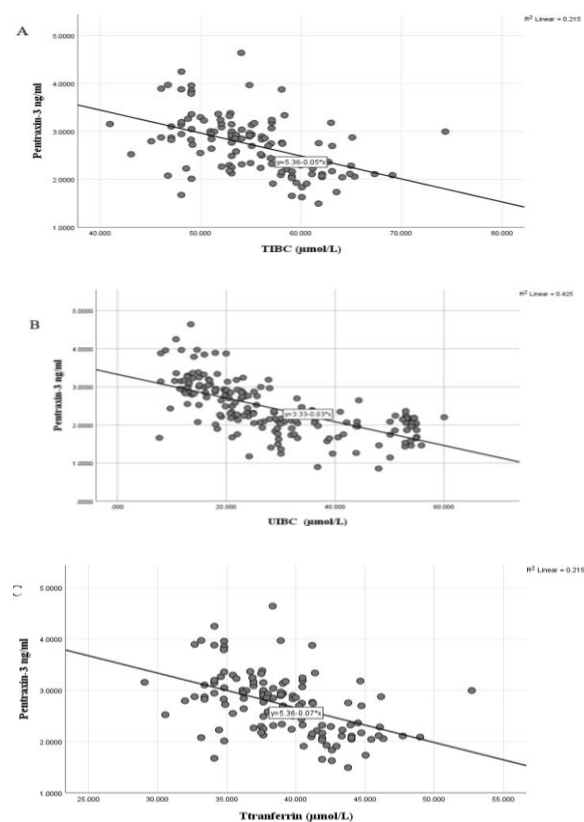 A
R² Linear = 0.215
5.0000
4.0000
3.0000
2.0000
1.0000
Pentraxin-3 ng/ml
y=5.36-0.05*x
40.000 50.000 60.000 70.000 80.000
TIBC (μmol/L)
B
R² Linear = 0.425
5.0000
4.0000
3.0000
2.0000
1.0000
.0000
Pentraxin-3 ng/ml
y=3.33-0.03*x
.000 20.000 40.000 60.000
UIBC (μmol/L)
R² Linear = 0.215
5.0000
4.0000
3.0000
2.0000
1.0000
Pentraxin-3 ng/ml
y=5.36-0.07*x
25.000 30.000 35.000 40.000 45.000 50.000 55.000
Ttranferrin (μmol/L)